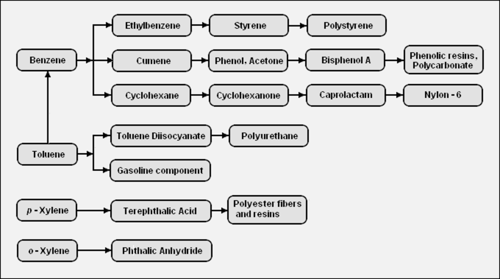 Ethylbenzene
Styrene
Polystyrene
Benzene
Cumene
Phenol, Acetone
Bisphenol A
Phenolic resins,
Polycarbonate
Cyclohexane
Cyclohexanone
Caprolactam
Nylon - 6
Toluene
Toluene Diisocyanate
Polyurethane
Gasoline component
p - Xylene
Terephthalic Acid
Polyester fibers
and resins
o - Xylene
Phthalic Anhydride